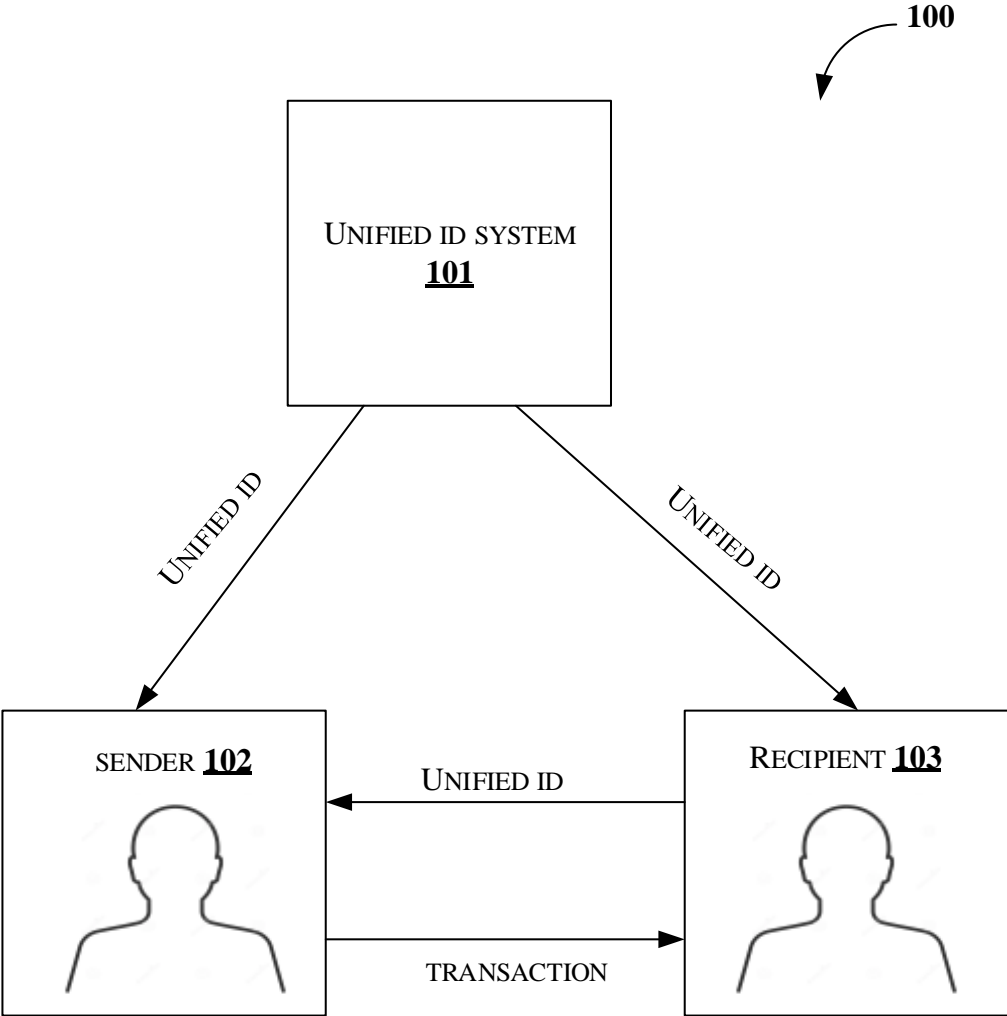 100
UNIFIED ID SYSTEM
101
UNIFIED ID
UNIFIED ID
SENDER 102
RECIPIENT 103
UNIFIED ID
TRANSACTION